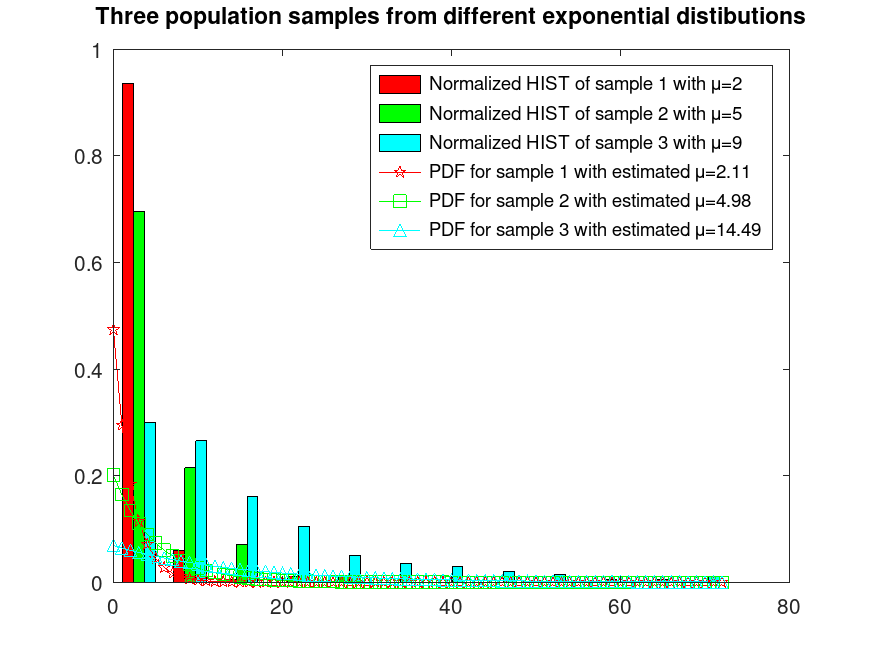 Three population samples from different exponential distibutions
1
0.8
0.6
0.4
0.2
0
0 20 40 60 80
Normalized HIST of sample 1 with μ=2
Normalized HIST of sample 2 with μ=5
Normalized HIST of sample 3 with μ=9
PDF for sample 1 with estimated μ=2.11
PDF for sample 2 with estimated μ=4.98
PDF for sample 3 with estimated μ=14.49